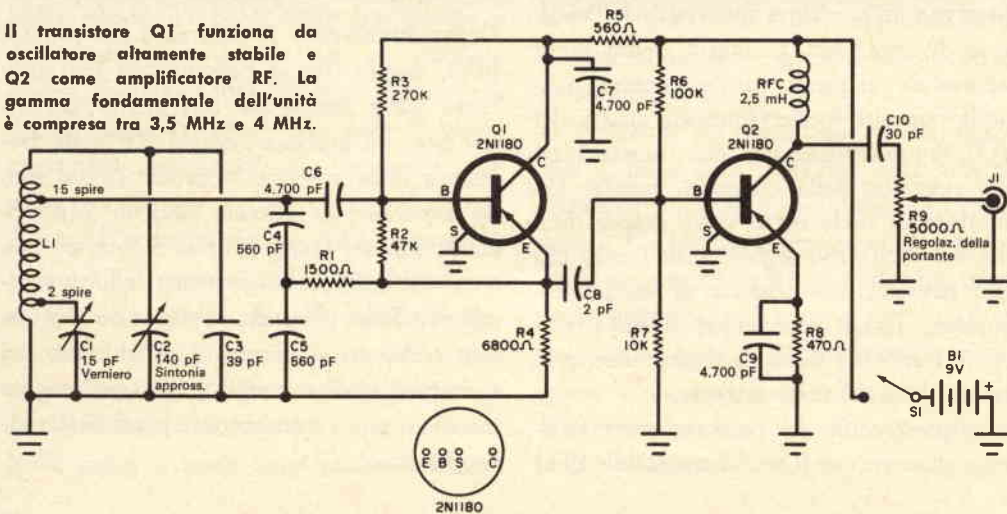 Il transistore Q1 funziona da
oscillatore altamente stabile e
Q2 come amplificatore RF. La
gamma fondamentale dell'unità
è compresa tra 3,5 MHz e 4 MHz.
R5
560Ω
R3
270K
C7
4.700 pF
R6
100K
RFC
2,5 mH
Q1
2N1180
Q2
2N1180
C10
30 pF
J1
15 spire
C6
4.700 pF
B
C
S
E
B
C
S
E
R9
5000Ω
Regolaz. della
portante
L1
C4
560 pF
R2
47K
R1
1500Ω
C8
2 pF
2 spire
C1
15 pF
Verniero
C2
140 pF
Sintonia
appross.
C3
39 pF
C5
560 pF
R4
6800Ω
R7
10K
C9
4.700 pF
R8
470Ω
B1
9V
+
S1
E B S C
2N1180